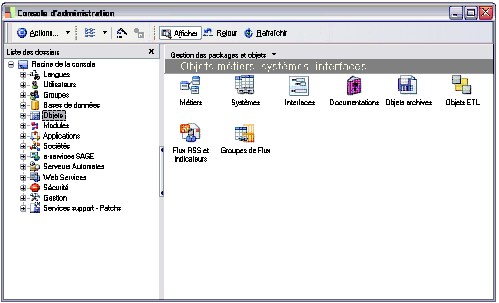 Console d'administration
Actions...
Afficher
Retour
Rafraîchir
Liste des dossiers
Racine de la console
Langues
Utilisateurs
Groupes
Bases de données
Objets
Modules
Applications
Sociétés
e-services SAGE
Serveurs Automates
Web Services
Sécurité
Gestion
Services support - Patchs
Gestion des packages et objets
Objets métiers, systèmes, interfaces...
Métiers
Systèmes
Interfaces
Documentations
Objets archives
Objets ETL
Flux RSS et
Indicateurs
Groupes de Flux